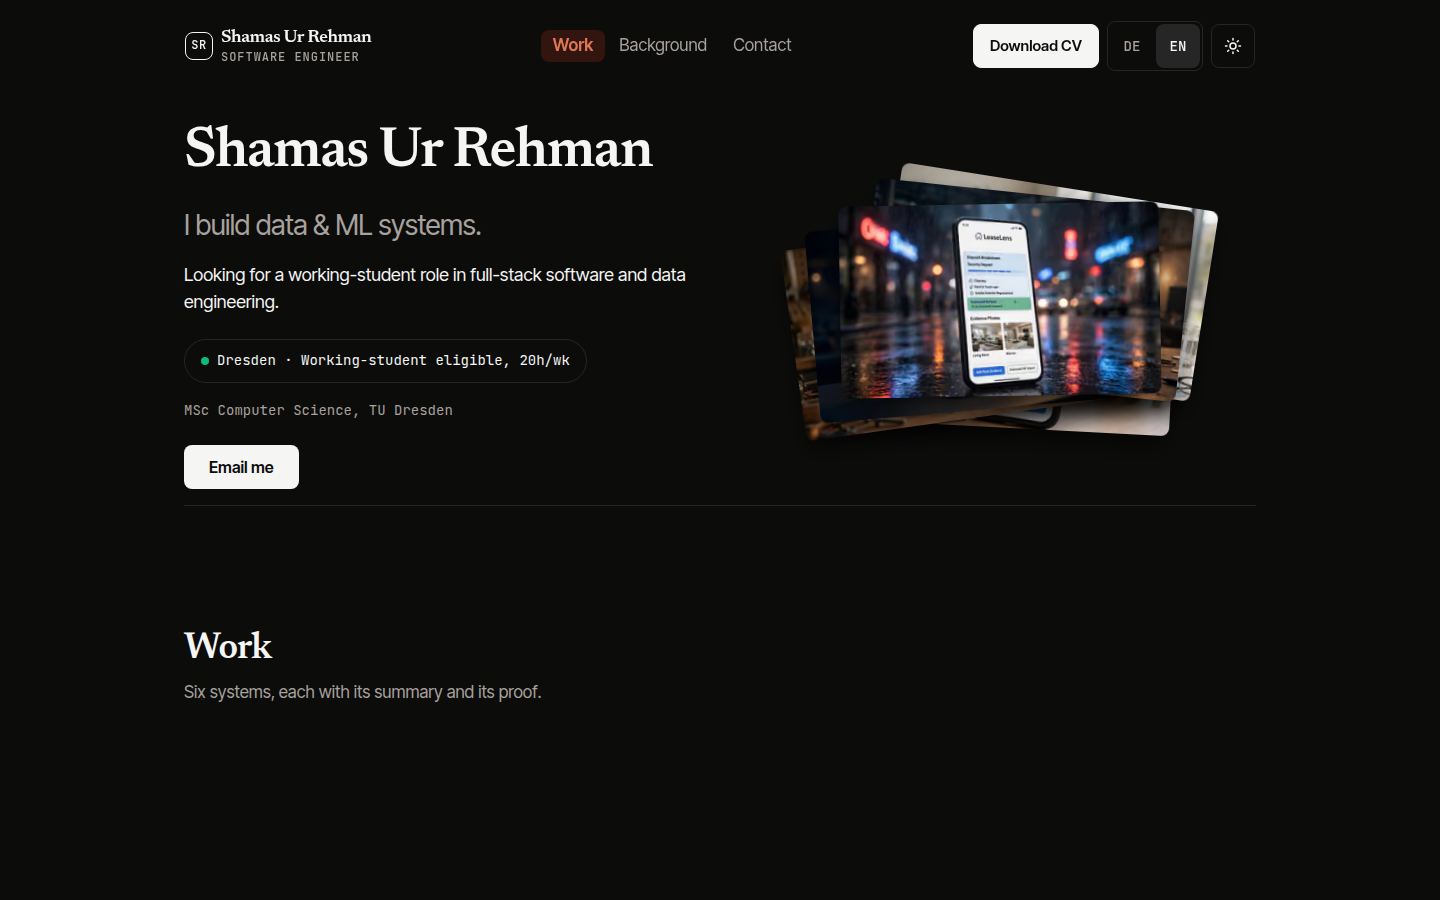 SR
Shamas Ur Rehman
SOFTWARE ENGINEER
Work
Background
Contact
Download CV
DE
EN
Shamas Ur Rehman
I build data & ML systems.
Looking for a working-student role in full-stack software and data
engineering.
Dresden · Working-student eligible, 20h/wk
MSc Computer Science, TU Dresden
Email me
LeaseLens
Evidence Photos
Work
Six systems, each with its summary and its proof.